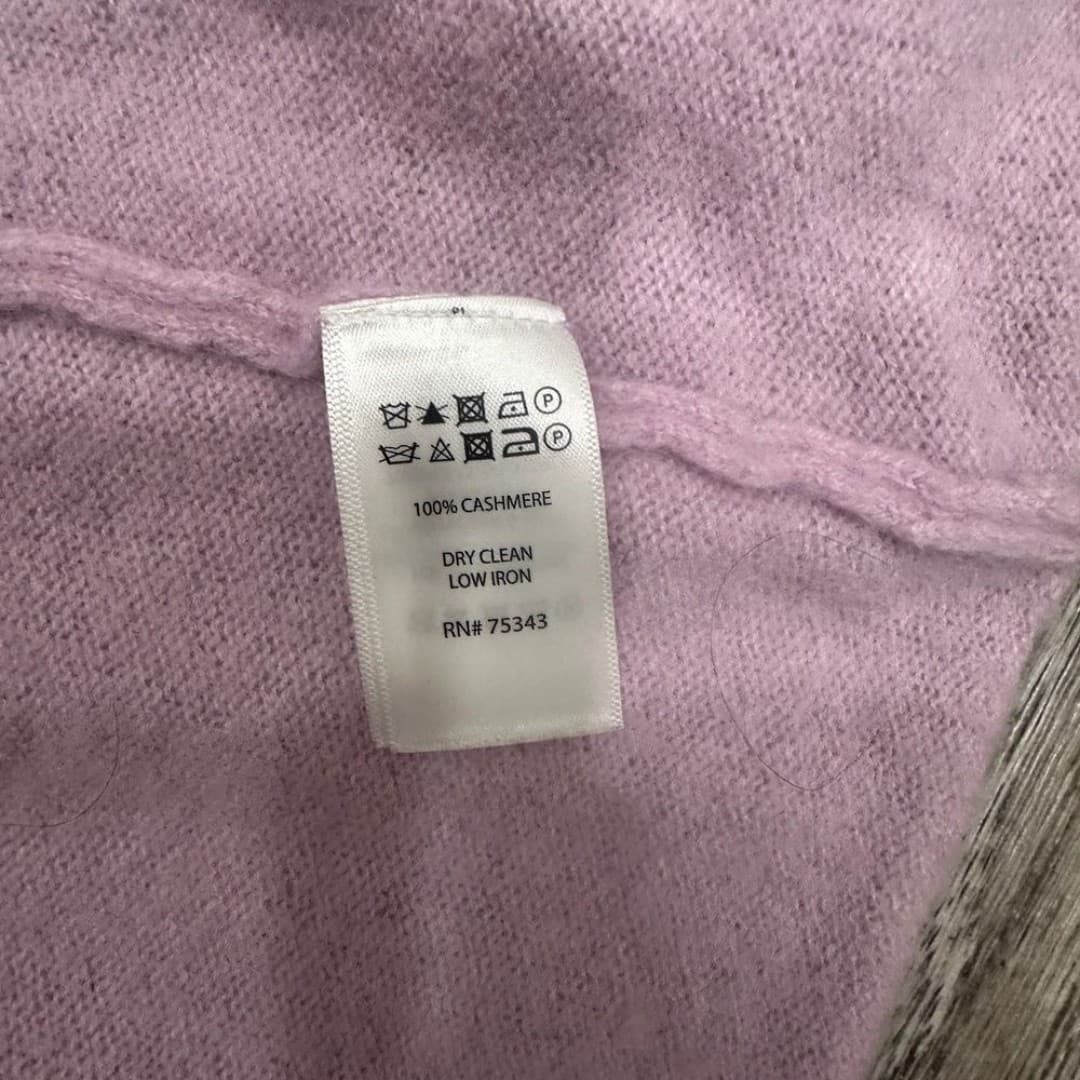 P P
100% CASHMERE
DRY CLEAN
LOW IRON
RN# 75343